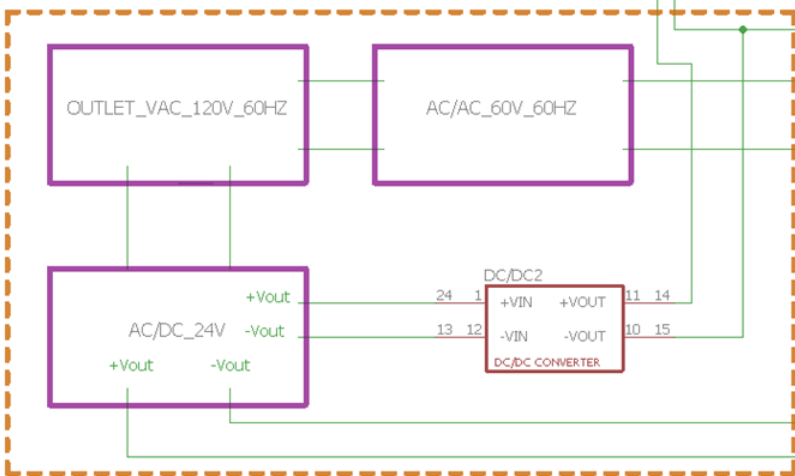 OUTLET_VAC_120V_60HZ
AC/AC_60V_60HZ
DC/DC2
24 1 +VIN +VOUT 11 14
13 12 -VIN -VOUT 10 15
DC/DC CONVERTER
+Vout
AC/DC_24V -Vout
+Vout -Vout